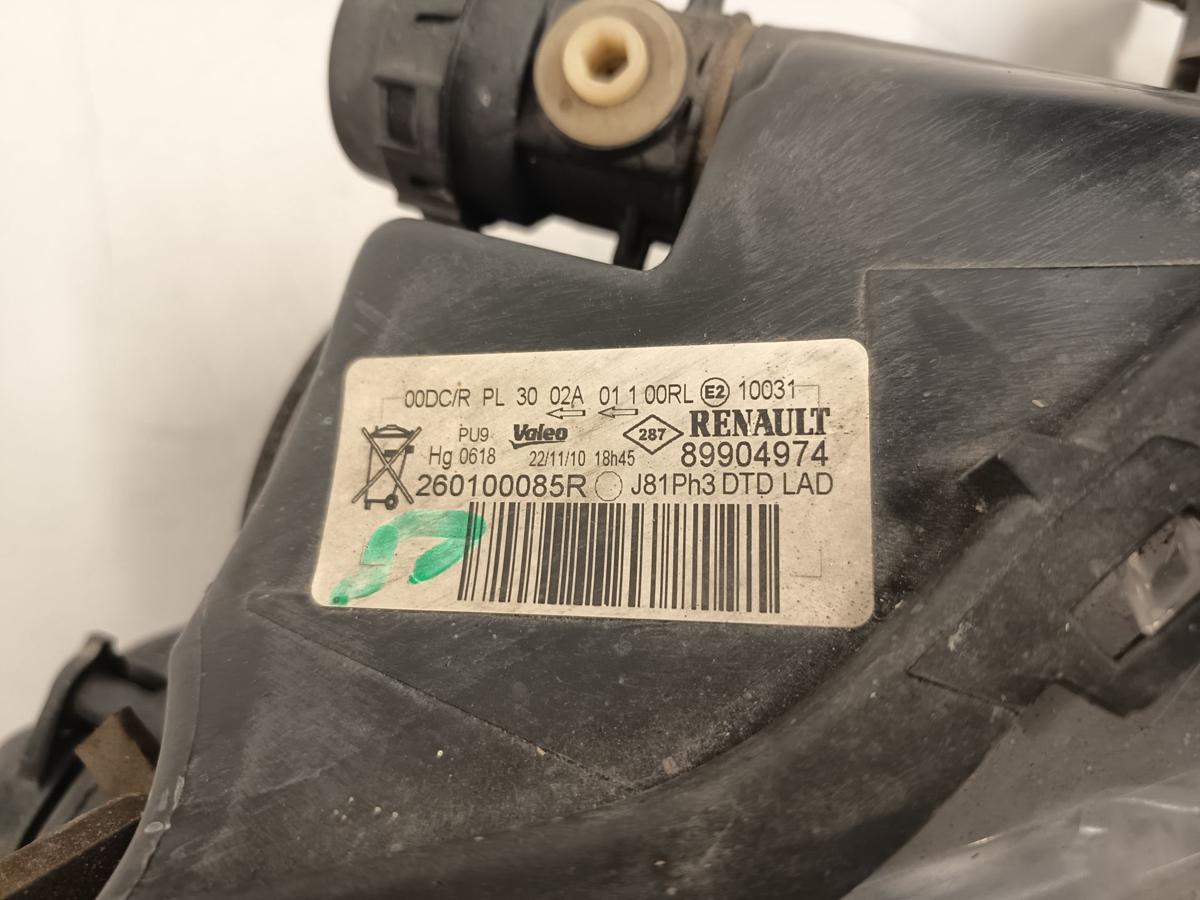 00DC/R PL 30 02A 01 1 00RL E2 10031
PU9 Valeo 287 RENAULT
Hg 0618 22/11/10 18h45 89904974
260100085R J81Ph3 DTD LAD